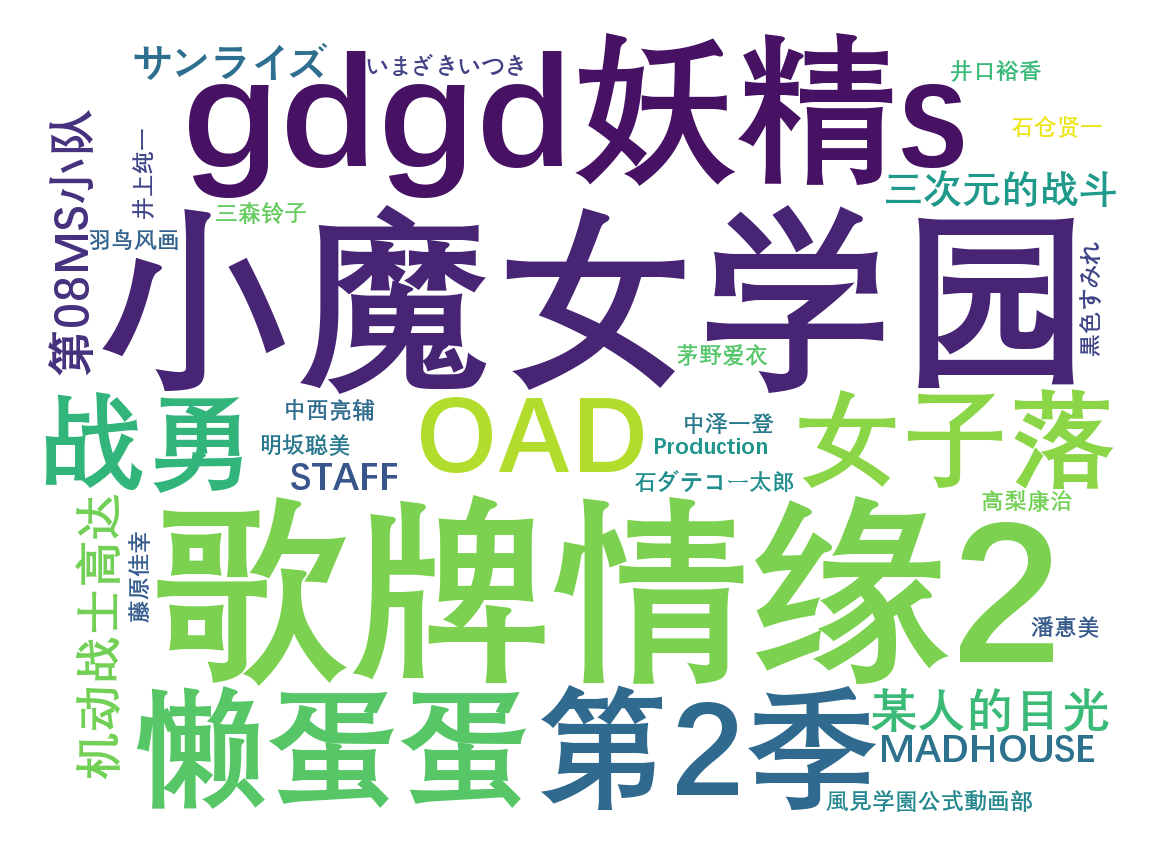 サンライズ
いまざきいつき
gdgd妖精s
井口裕香
石仓贤一
第08MS小队
井上纯一
三次元的战斗
三森铃子
羽鸟风画
小魔女学园
黒色すみれ
茅野爱衣
战勇
中西亮辅
明坂聪美
STAFF
OAD
中泽一登
Production
石ダテコー太郎
女子落
高梨康治
机动战士高达
藤原佳幸
歌牌情缘2
潘惠美
懒蛋蛋
第2季
某人的目光
MADHOUSE
風見学園公式動画部